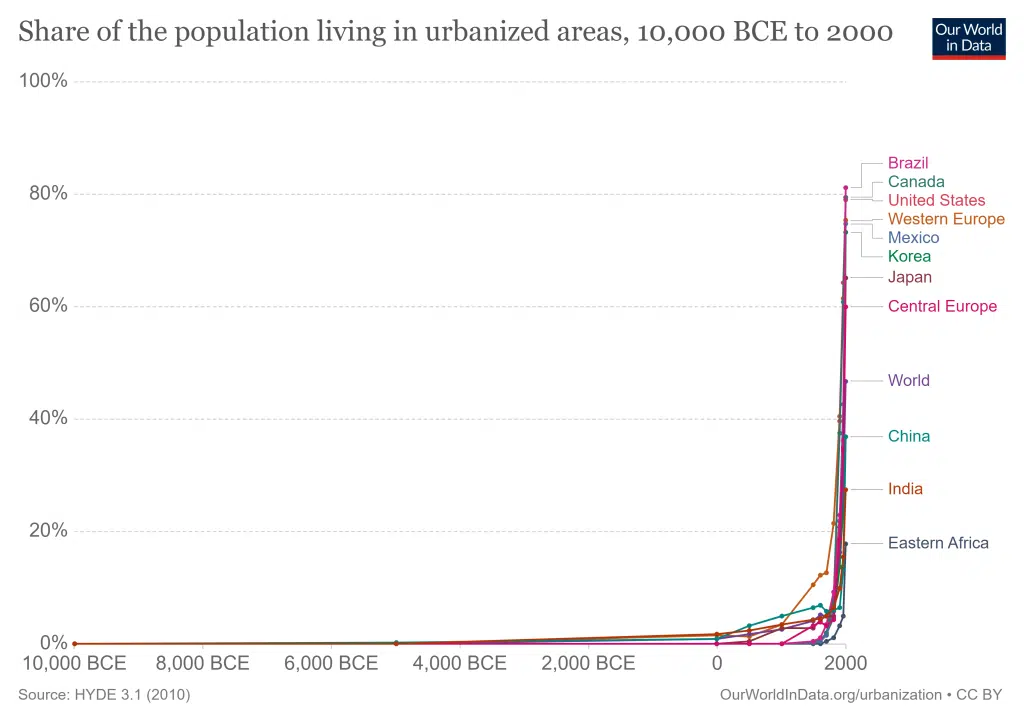 Share of the population living in urbanized areas, 10,000 BCE to 2000
Our World
in Data
100%
80%
60%
40%
20%
0%
10,000 BCE
8,000 BCE
6,000 BCE
4,000 BCE
2,000 BCE
0
2000
Brazil
Canada
United States
Western Europe
Mexico
Korea
Japan
Central Europe
World
China
India
Eastern Africa
Source: HYDE 3.1 (2010)
OurWorldInData.org/urbanization • CC BY